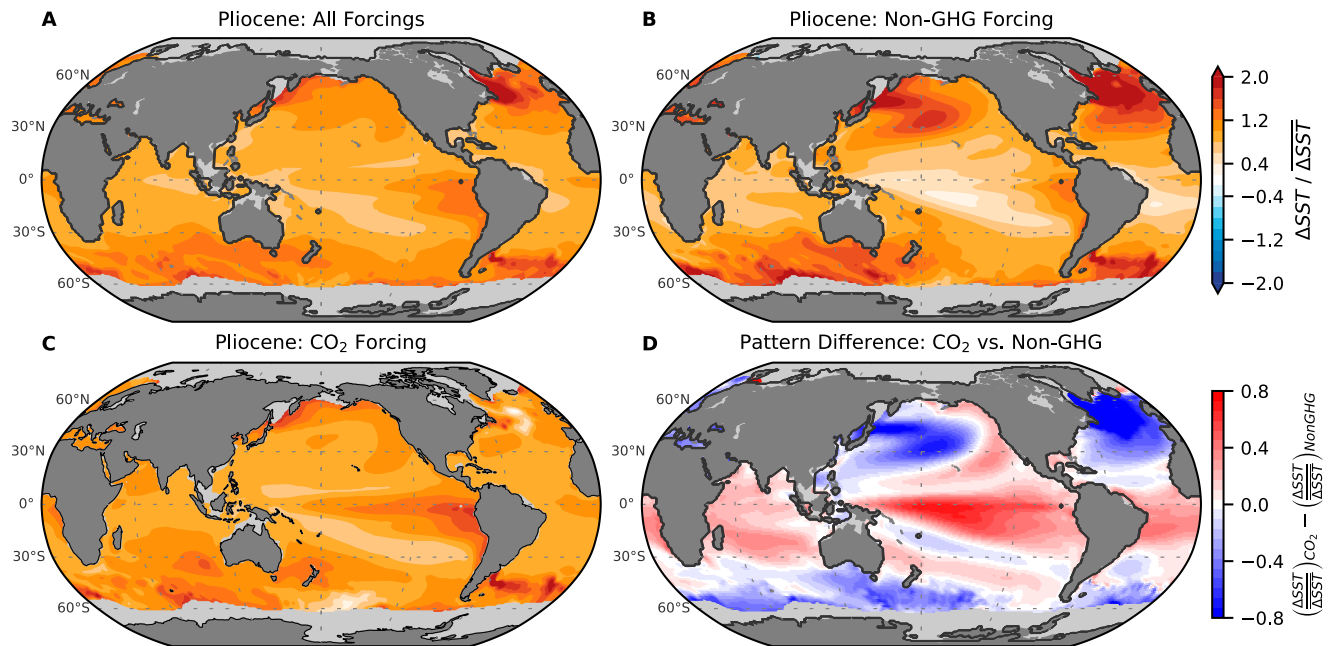 A Pliocene: All Forcings
60°N
30°N
0°
30°S
60°S
B Pliocene: Non-GHG Forcing
60°N
30°N
0°
30°S
60°S
2.0
1.2
0.4
−0.4
−1.2
−2.0
ΔSST / ΔSST
C Pliocene: CO₂ Forcing
60°N
30°N
0°
30°S
60°S
D Pattern Difference: CO₂ vs. Non-GHG
60°N
30°N
0°
30°S
60°S
0.8
0.4
0.0
−0.4
−0.8
(ΔSST / ΔSST)CO₂ − (ΔSST / ΔSST)NonGHG